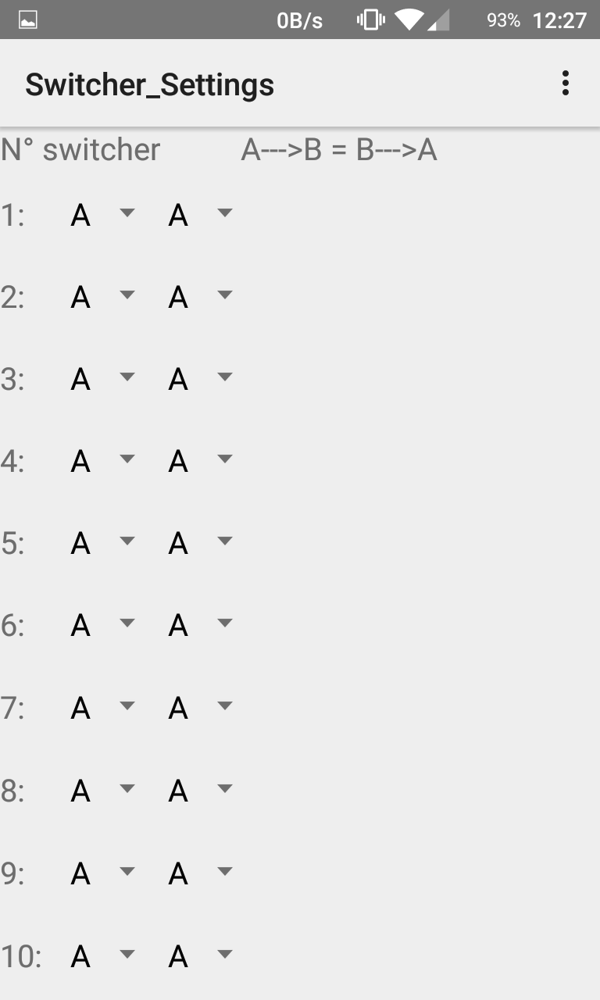 0B/s 93% 12:27
Switcher_Settings
N° switcher A--->B = B--->A
1: A A
2: A A
3: A A
4: A A
5: A A
6: A A
7: A A
8: A A
9: A A
10: A A